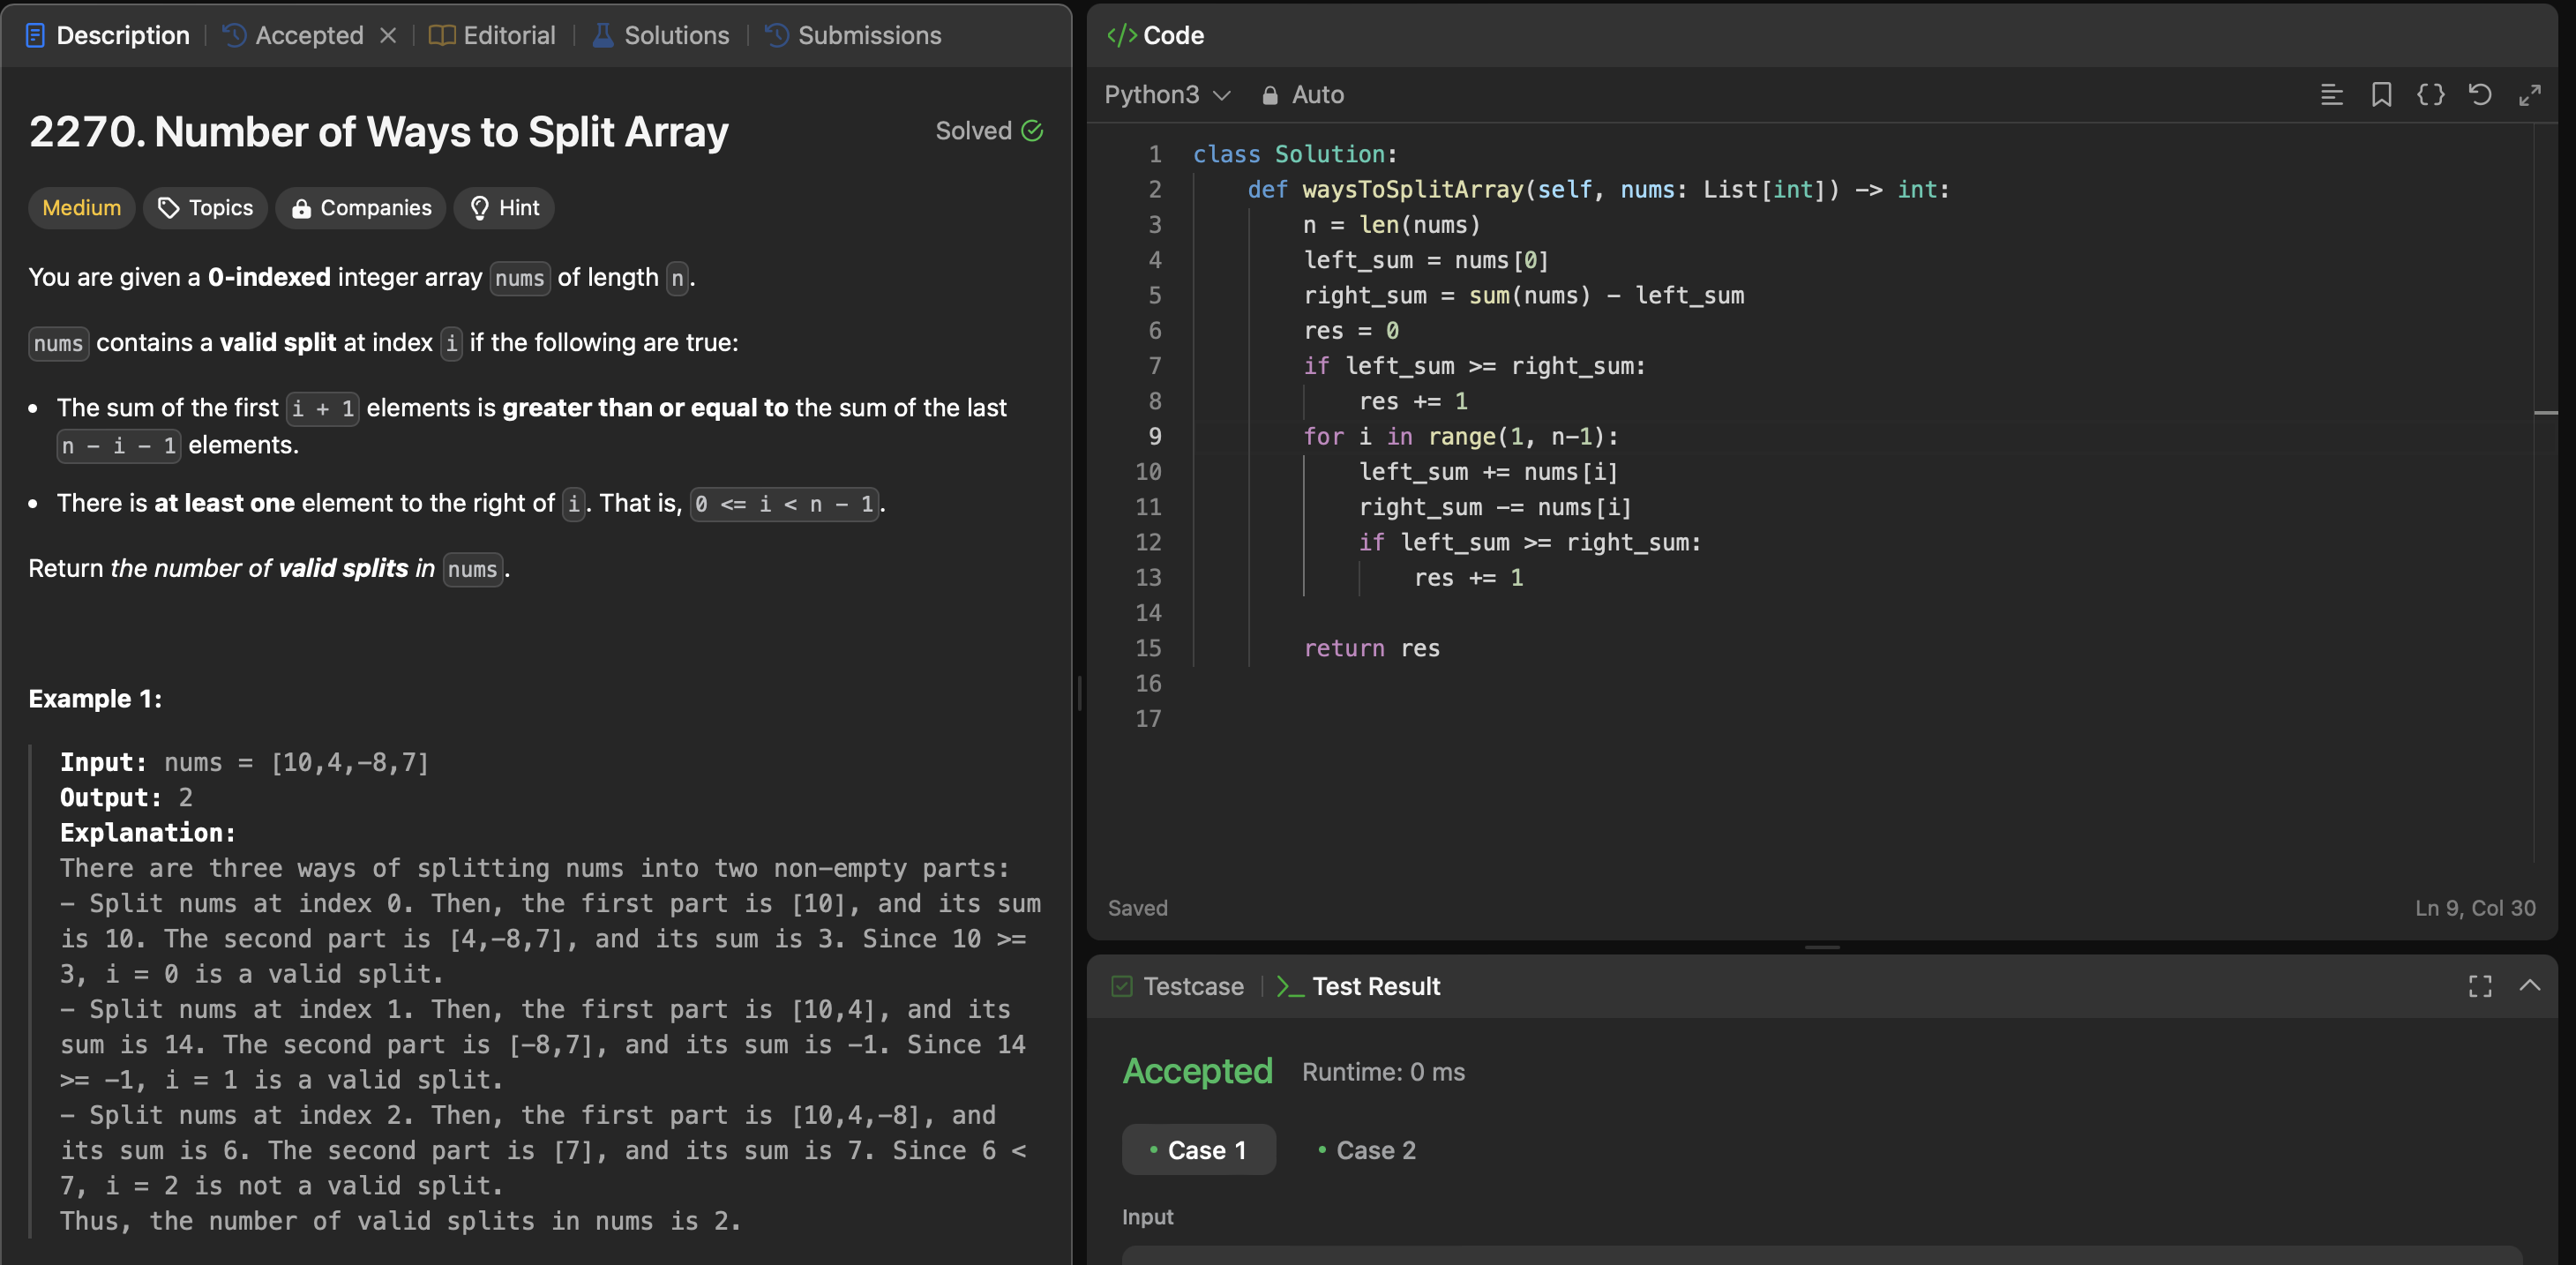 Description Accepted Editorial Solutions Submissions
2270. Number of Ways to Split Array
Solved
Medium Topics Companies Hint
You are given a 0-indexed integer array nums of length n.
nums contains a valid split at index i if the following are true:
• The sum of the first i + 1 elements is greater than or equal to the sum of the last
n - i - 1 elements.
• There is at least one element to the right of i. That is, 0 <= i < n - 1.
Return the number of valid splits in nums.
Example 1:
Input: nums = [10,4,-8,7]
Output: 2
Explanation:
There are three ways of splitting nums into two non-empty parts:
- Split nums at index 0. Then, the first part is [10], and its sum
is 10. The second part is [4,-8,7], and its sum is 3. Since 10 >=
3, i = 0 is a valid split.
- Split nums at index 1. Then, the first part is [10,4], and its
sum is 14. The second part is [-8,7], and its sum is -1. Since 14
>= -1, i = 1 is a valid split.
- Split nums at index 2. Then, the first part is [10,4,-8], and
its sum is 6. The second part is [7], and its sum is 7. Since 6 <
7, i = 2 is not a valid split.
Thus, the number of valid splits in nums is 2.
</> Code
Python3 Auto
1 class Solution:
2     def waysToSplitArray(self, nums: List[int]) -> int:
3         n = len(nums)
4         left_sum = nums[0]
5         right_sum = sum(nums) - left_sum
6         res = 0
7         if left_sum >= right_sum:
8             res += 1
9         for i in range(1, n-1):
10             left_sum += nums[i]
11             right_sum -= nums[i]
12             if left_sum >= right_sum:
13                 res += 1
14
15         return res
16
17
Saved
Ln 9, Col 30
Testcase >_ Test Result
Accepted Runtime: 0 ms
• Case 1 • Case 2
Input